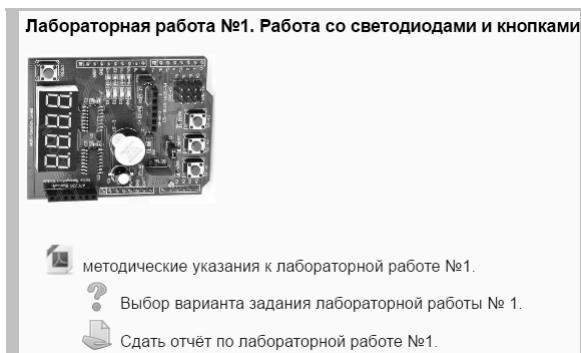 Лабораторная работа №1. Работа со светодиодами и кнопками
методические указания к лабораторной работе №1.
Выбор варианта задания лабораторной работы № 1.
Сдать отчёт по лабораторной работе №1.